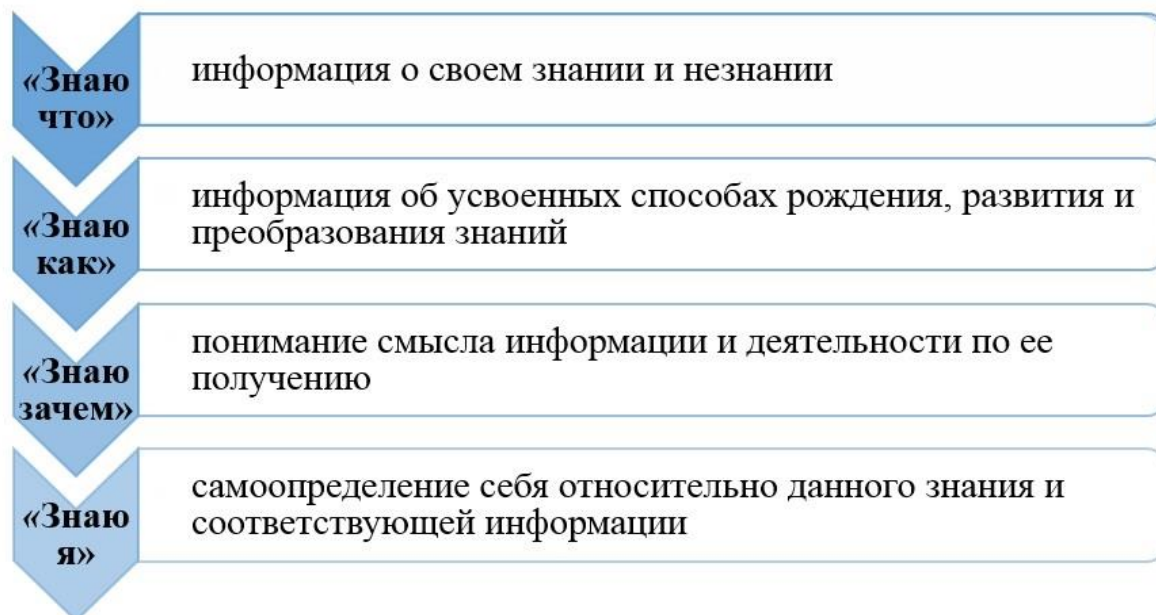 «Знаю
что»
информация о своем знании и незнании
«Знаю
как»
информация об усвоенных способах рождения, развития и
преобразования знаний
«Знаю
зачем»
понимание смысла информации и деятельности по ее
получению
«Знаю
я»
самоопределение себя относительно данного знания и
соответствующей информации